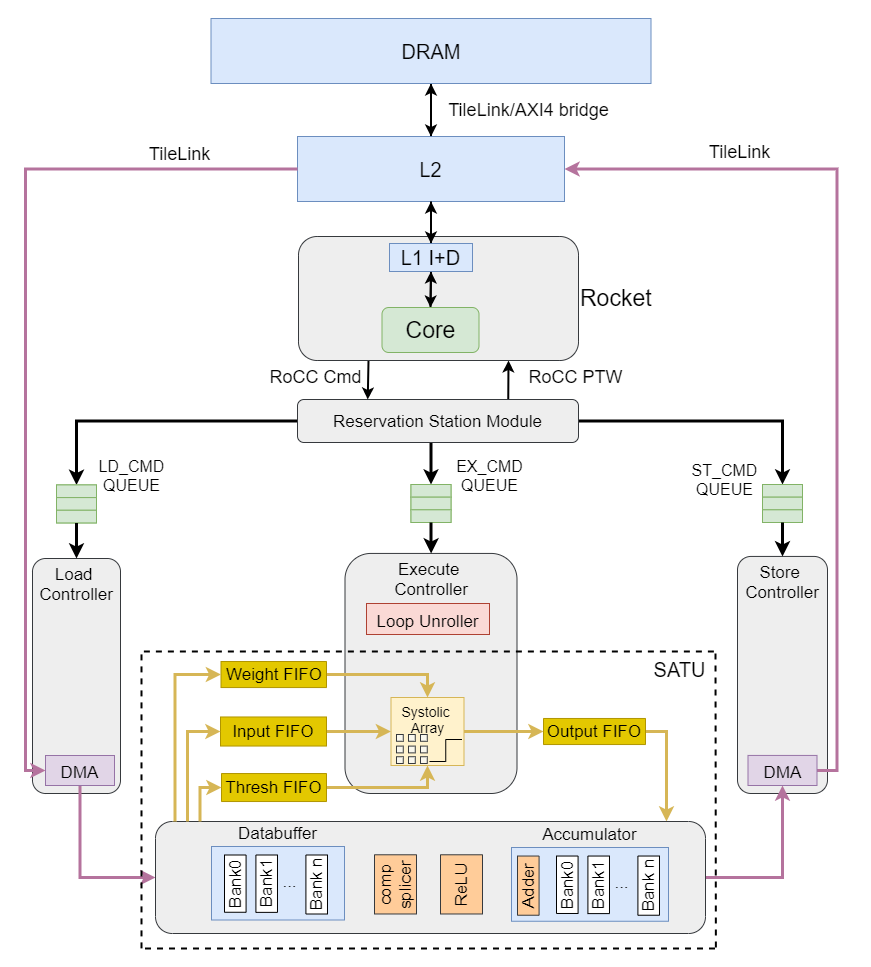 DRAM
TileLink/AXI4 bridge
TileLink
L2
TileLink
L1 I+D
Rocket
Core
RoCC Cmd
RoCC PTW
Reservation Station Module
LD_CMD
QUEUE
EX_CMD
QUEUE
ST_CMD
QUEUE
Load
Controller
Execute
Controller
Loop Unroller
Store
Controller
SATU
Weight FIFO
Systolic
Array
Input FIFO
Output FIFO
Thresh FIFO
DMA
DMA
Databuffer
Accumulator
Bank0
Bank1
...
Bank n
comp
splicer
ReLU
Adder
Bank0
Bank1
...
Bank n